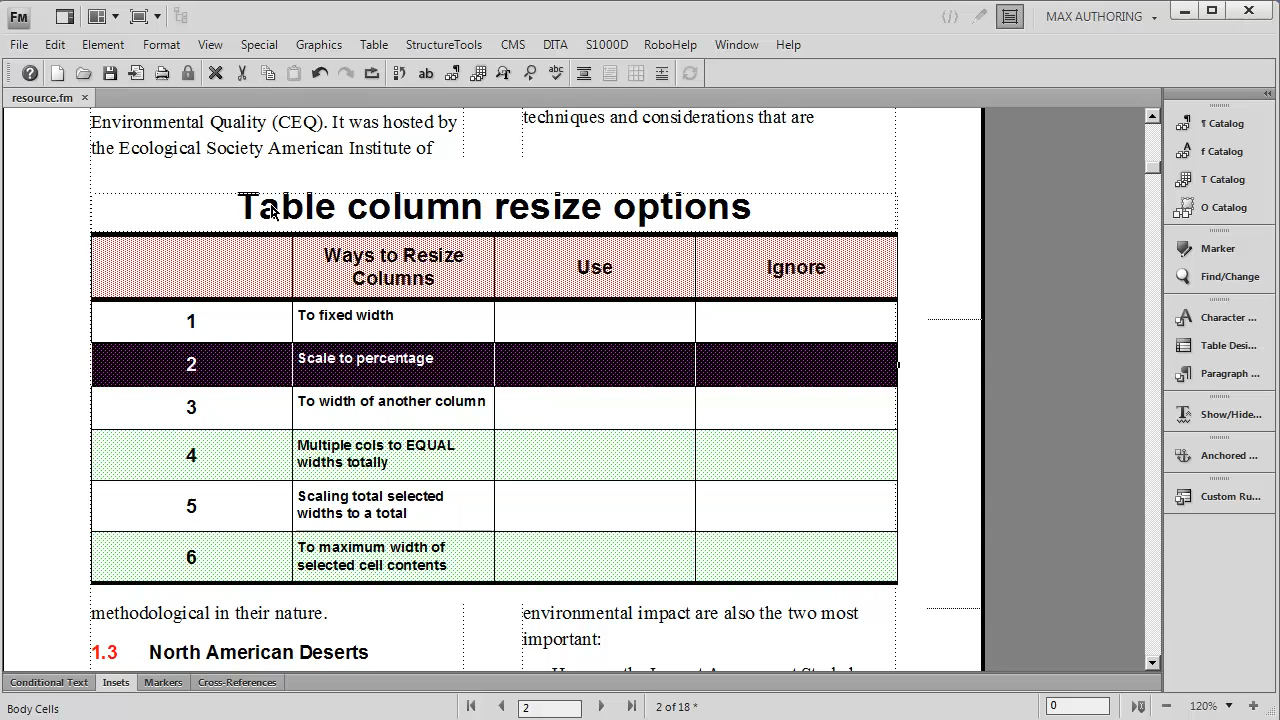 Fm
MAX AUTHORING
File Edit Element Format View Special Graphics Table StructureTools CMS DITA S1000D RoboHelp Window Help
resource.fm
Environmental Quality (CEQ). It was hosted by
the Ecological Society American Institute of
techniques and considerations that are
Table column resize options
Ways to Resize
Columns
Use
Ignore
1 To fixed width
2 Scale to percentage
3 To width of another column
4 Multiple cols to EQUAL
widths totally
5 Scaling total selected
widths to a total
6 To maximum width of
selected cell contents
methodological in their nature.
1.3 North American Deserts
environmental impact are also the two most
important:
¶ Catalog
f Catalog
T Catalog
O Catalog
Marker
Find/Change
Character ...
Table Desi...
Paragraph ...
Show/Hide...
Anchored ...
Custom Ru...
Conditional Text Insets Markers Cross-References
Body Cells
2
2 of 18 *
0
120%